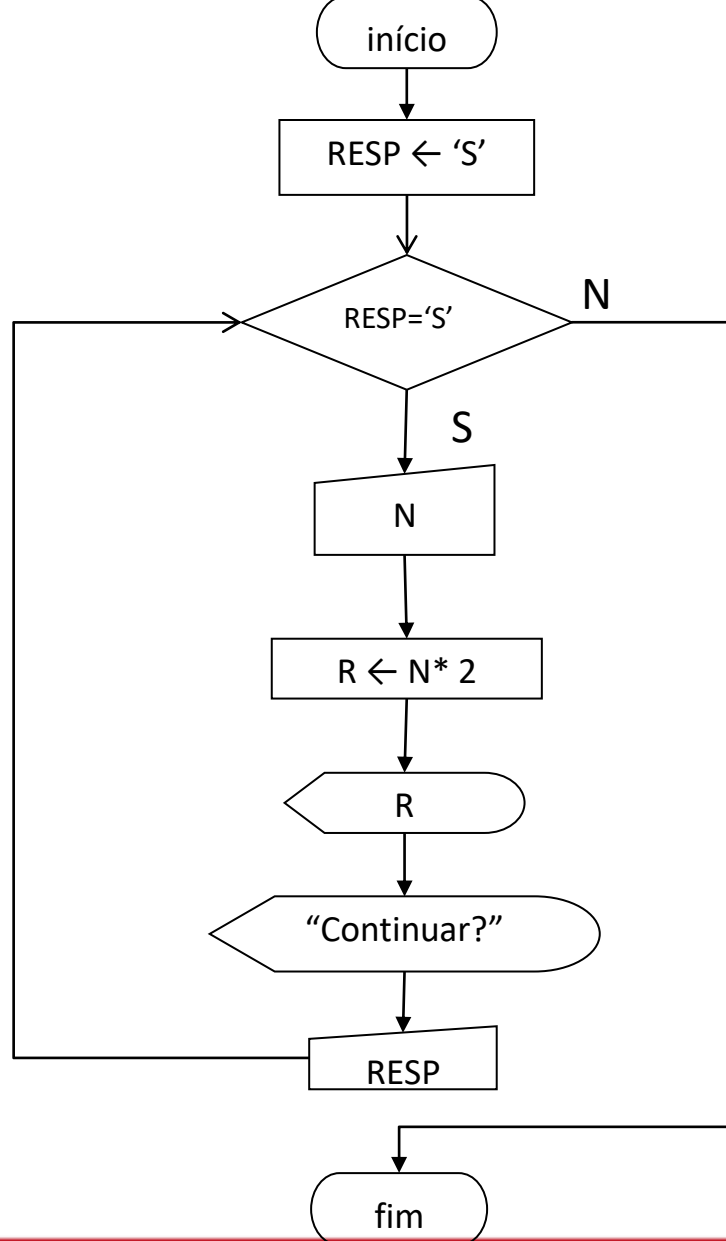 início
RESP ← ‘S’
RESP=‘S’
N
S
N
R ← N* 2
R
“Continuar?”
RESP
fim